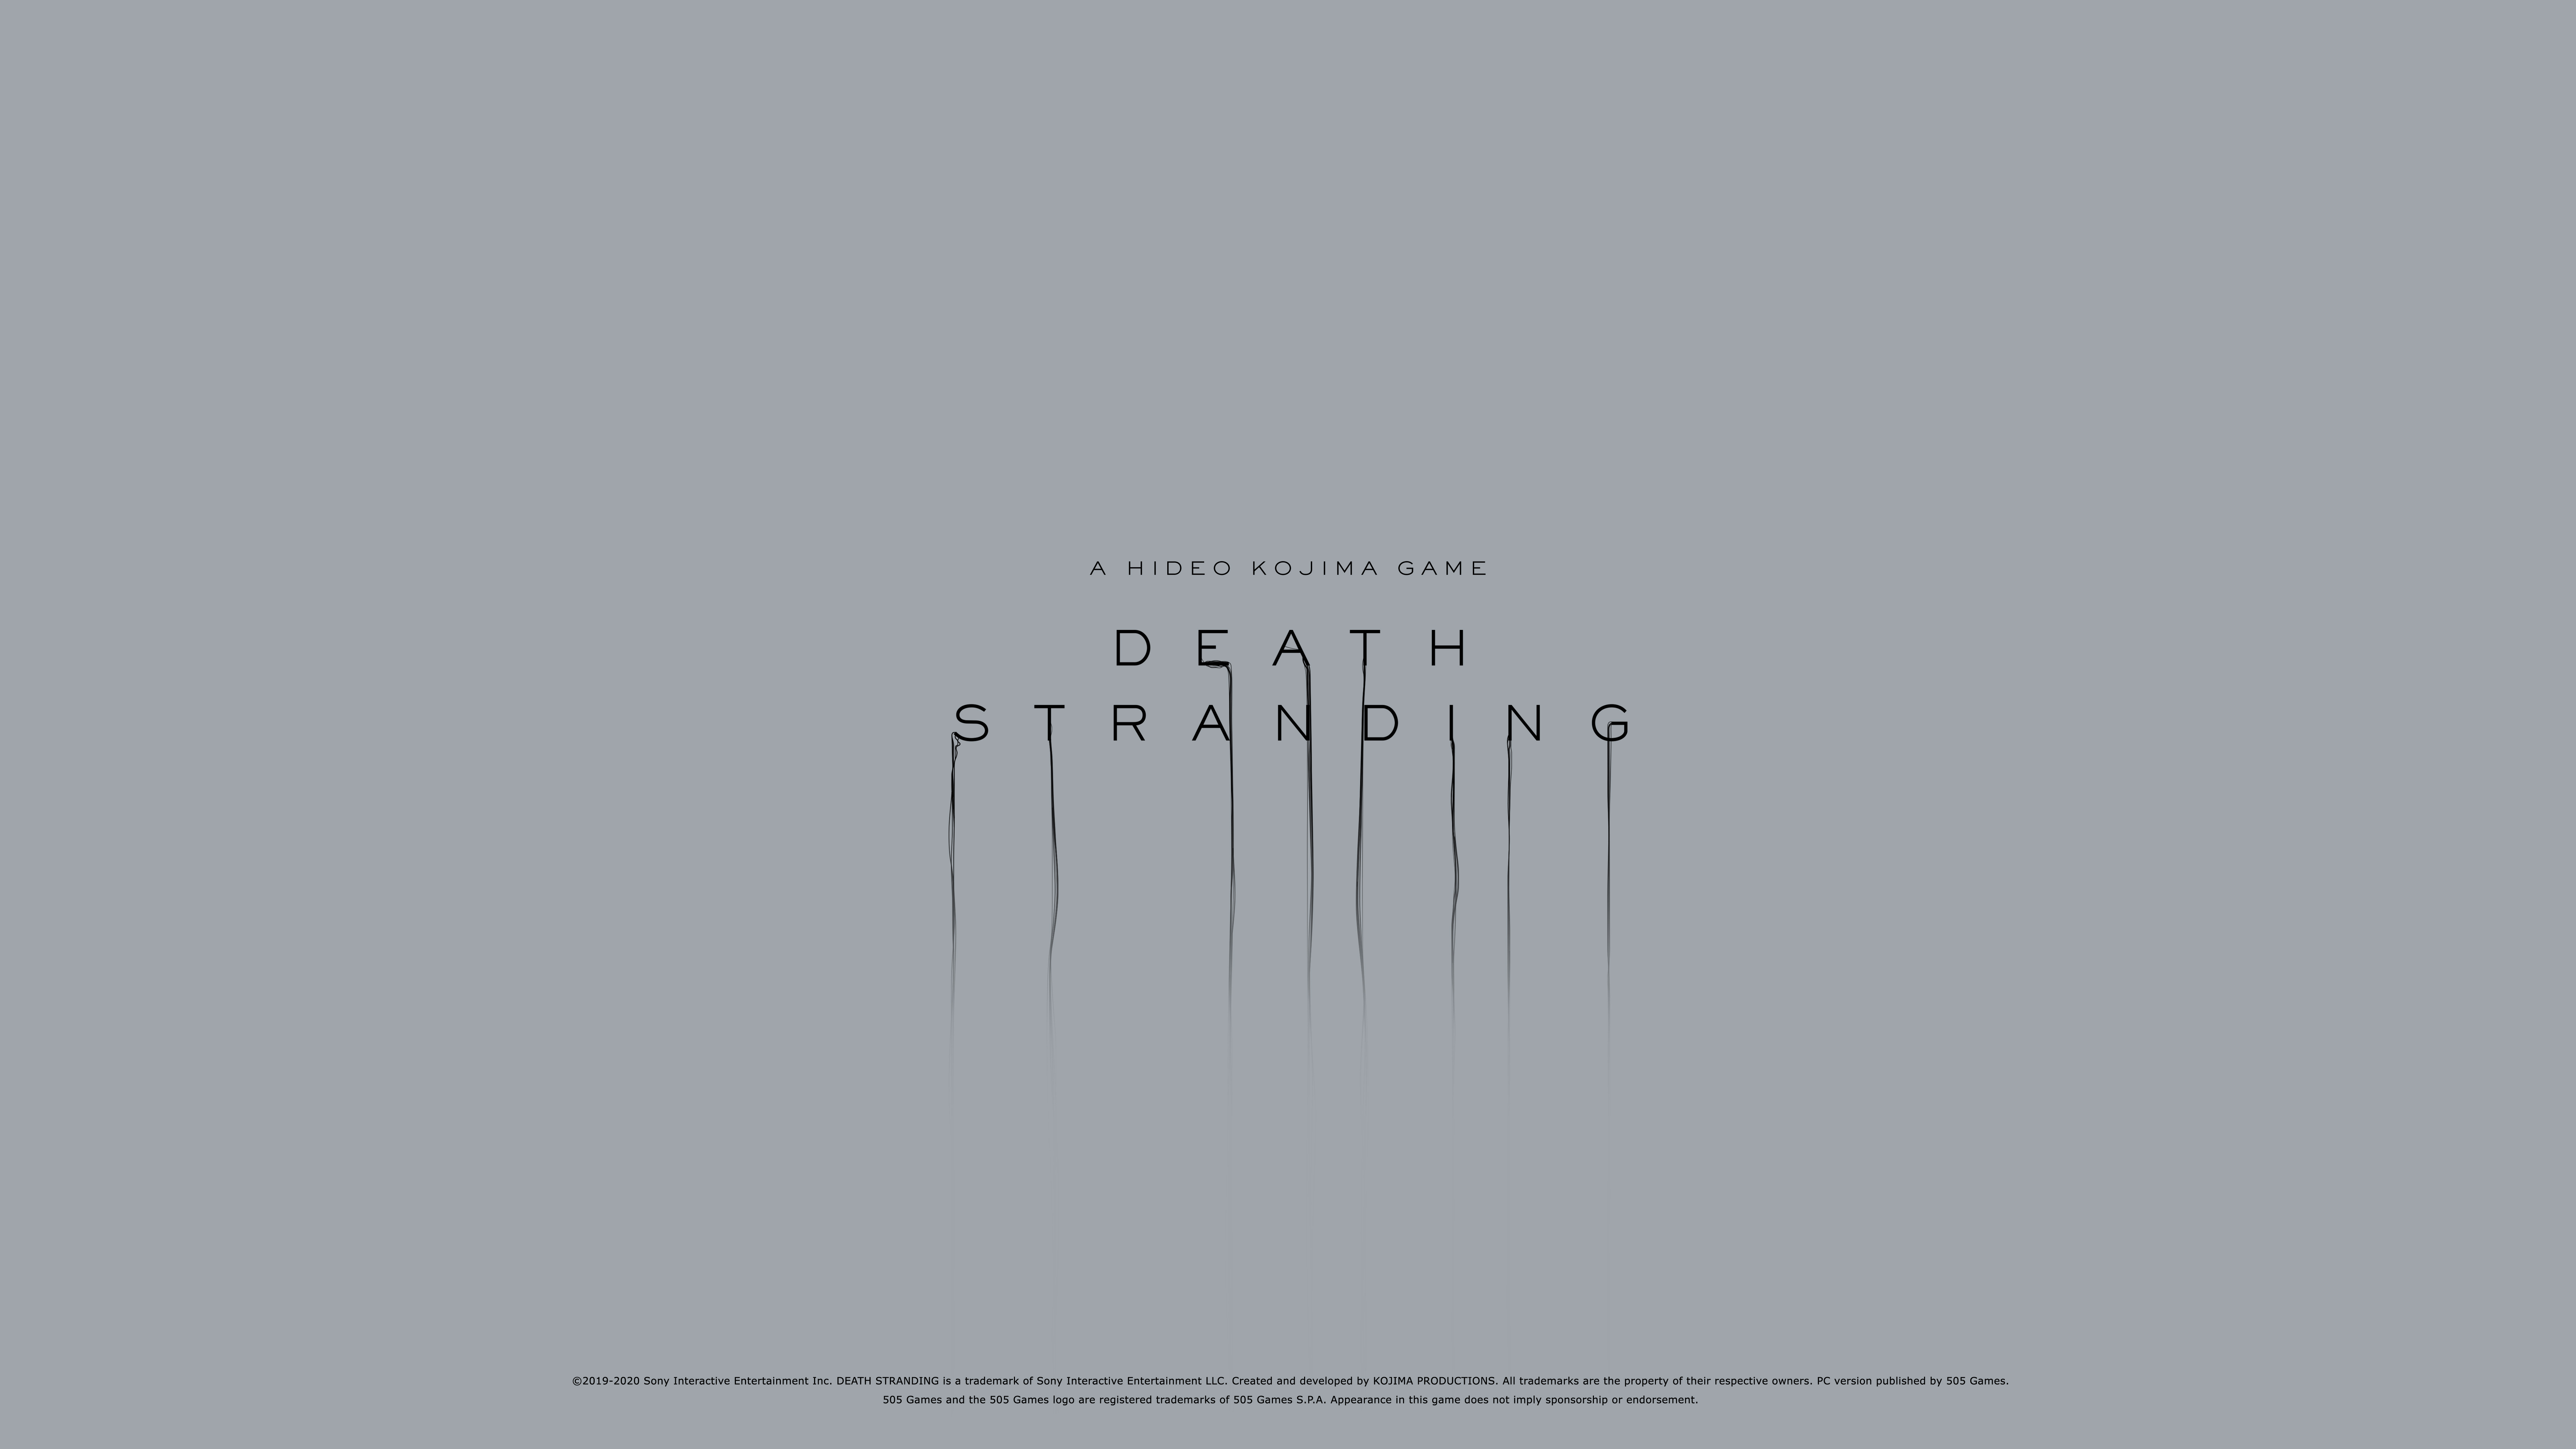 A HIDEO KOJIMA GAME
DEATH
STRANDING
©2019-2020 Sony Interactive Entertainment Inc. DEATH STRANDING is a trademark of Sony Interactive Entertainment LLC. Created and developed by KOJIMA PRODUCTIONS. All trademarks are the property of their respective owners. PC version published by 505 Games.
505 Games and the 505 Games logo are registered trademarks of 505 Games S.P.A. Appearance in this game does not imply sponsorship or endorsement.